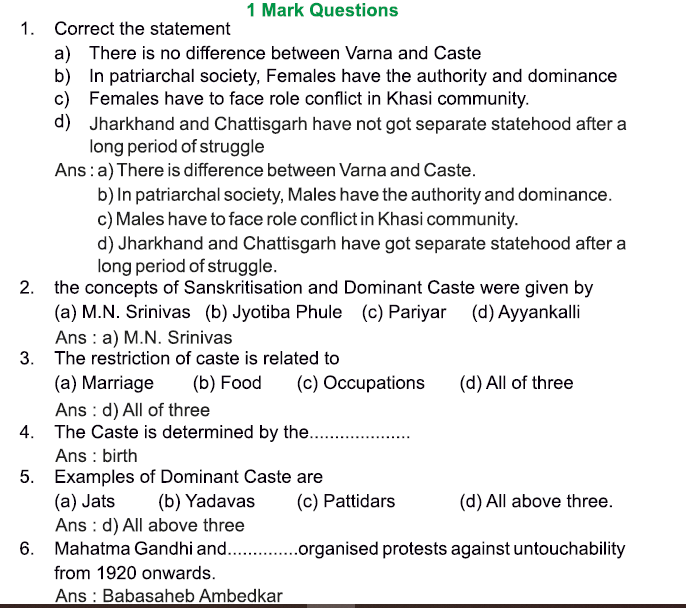 1 Mark Questions
1. Correct the statement
a) There is no difference between Varna and Caste
b) In patriarchal society, Females have the authority and dominance
c) Females have to face role conflict in Khasi community.
d) Jharkhand and Chattisgarh have not got separate statehood after a
long period of struggle
Ans : a) There is difference between Varna and Caste.
b) In patriarchal society, Males have the authority and dominance.
c) Males have to face role conflict in Khasi community.
d) Jharkhand and Chattisgarh have got separate statehood after a
long period of struggle.
2. the concepts of Sanskritisation and Dominant Caste were given by
(a) M.N. Srinivas (b) Jyotiba Phule (c) Pariyar (d) Ayyankalli
Ans : a) M.N. Srinivas
3. The restriction of caste is related to
(a) Marriage (b) Food (c) Occupations (d) All of three
Ans : d) All of three
4. The Caste is determined by the....................
Ans : birth
5. Examples of Dominant Caste are
(a) Jats (b) Yadavas (c) Pattidars (d) All above three.
Ans : d) All above three
6. Mahatma Gandhi and..............organised protests against untouchability
from 1920 onwards.
Ans : Babasaheb Ambedkar